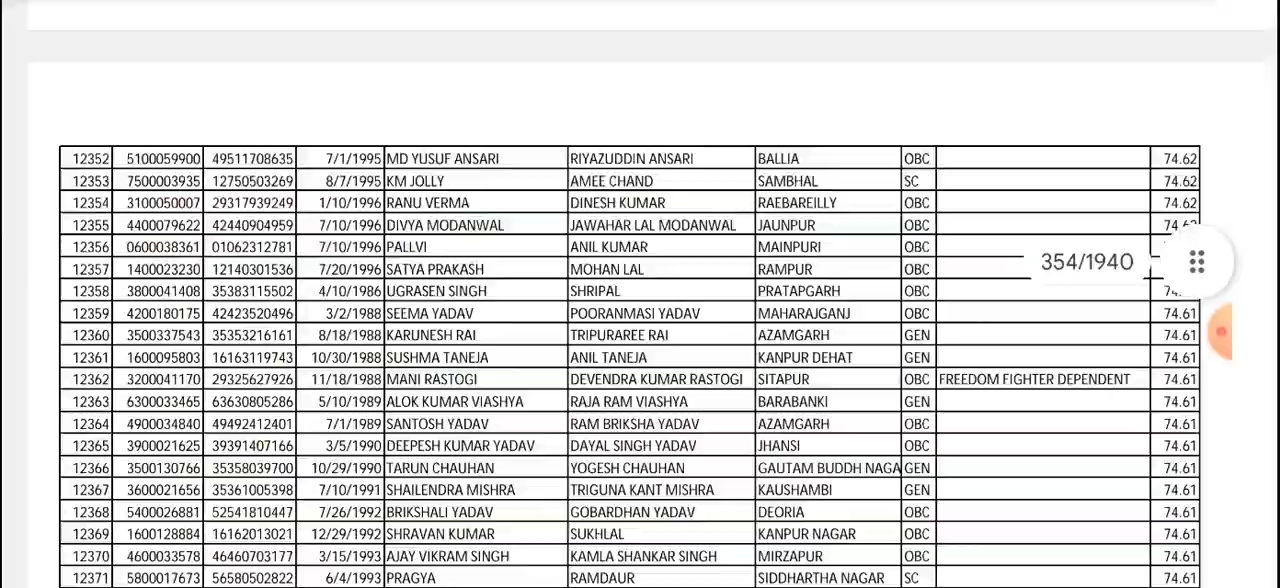 12352 5100059900 49511708635 7/1/1995 MD YUSUF ANSARI RIYAZUDDIN ANSARI BALLIA OBC 74.62
12353 7500003935 12750503269 8/7/1995 KM JOLLY AMEE CHAND SAMBHAL SC 74.62
12354 3100050007 29317939249 1/10/1996 RANU VERMA DINESH KUMAR RAEBAREILLY OBC 74.62
12355 4400079622 42440904959 7/10/1996 DIVYA MODANWAL JAWAHAR LAL MODANWAL JAUNPUR OBC
12356 0600038361 01062312781 7/10/1996 PALLVI ANIL KUMAR MAINPURI OBC
12357 1400023230 12140301536 7/20/1996 SATYA PRAKASH MOHAN LAL RAMPUR OBC
354/1940
12358 3800041408 35383115502 4/10/1986 UGRASEN SINGH SHRIPAL PRATAPGARH OBC
12359 4200180175 42423520496 3/2/1988 SEEMA YADAV POORANMASI YADAV MAHARAJGANJ OBC 74.61
12360 3500337543 35353216161 8/18/1988 KARUNESH RAI TRIPURAREE RAI AZAMGARH GEN 74.61
12361 1600095803 16163119743 10/30/1988 SUSHMA TANEJA ANIL TANEJA KANPUR DEHAT GEN 74.61
12362 3200041170 29325627926 11/18/1988 MANI RASTOGI DEVENDRA KUMAR RASTOGI SITAPUR OBC FREEDOM FIGHTER DEPENDENT 74.61
12363 6300033465 63630805286 5/10/1989 ALOK KUMAR VIASHYA RAJA RAM VIASHYA BARABANKI GEN 74.61
12364 4900034840 49492412401 7/1/1989 SANTOSH YADAV RAM BRIKSHA YADAV AZAMGARH OBC 74.61
12365 3900021625 39391407166 3/5/1990 DEEPESH KUMAR YADAV DAYAL SINGH YADAV JHANSI OBC 74.61
12366 3500130766 35358039700 10/29/1990 TARUN CHAUHAN YOGESH CHAUHAN GAUTAM BUDDH NAGA GEN 74.61
12367 3600021656 35361005398 7/10/1991 SHAILENDRA MISHRA TRIGUNA KANT MISHRA KAUSHAMBI GEN 74.61
12368 5400026881 52541810447 7/26/1992 BRIKSHALI YADAV GOBARDHAN YADAV DEORIA OBC 74.61
12369 1600128884 16162013021 12/29/1992 SHRAVAN KUMAR SUKHLAL KANPUR NAGAR OBC 74.61
12370 4600033578 46460703177 3/15/1993 AJAY VIKRAM SINGH KAMLA SHANKAR SINGH MIRZAPUR OBC 74.61
12371 5800017673 56580502822 6/4/1993 PRAGYA RAMDAUR SIDDHARTHA NAGAR SC 74.61